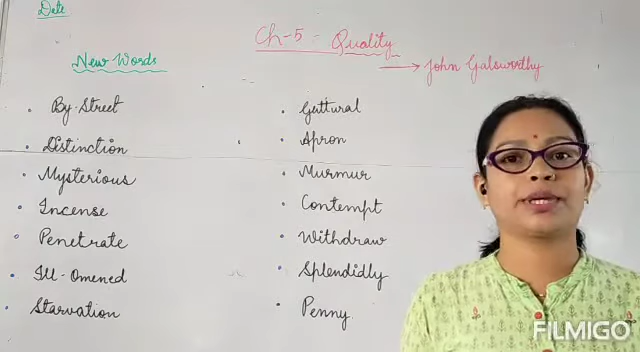 Date
Ch-5 - Quality
New Words
→ John Galsworthy
• By-Street
• Distinction
• Mysterious
• Incense
• Penetrate
• Ill-Omened
• Starvation
• Guttural
• Apron
• Murmur
• Contempt
• Withdraw
• Splendidly
• Penny
FILMIGO